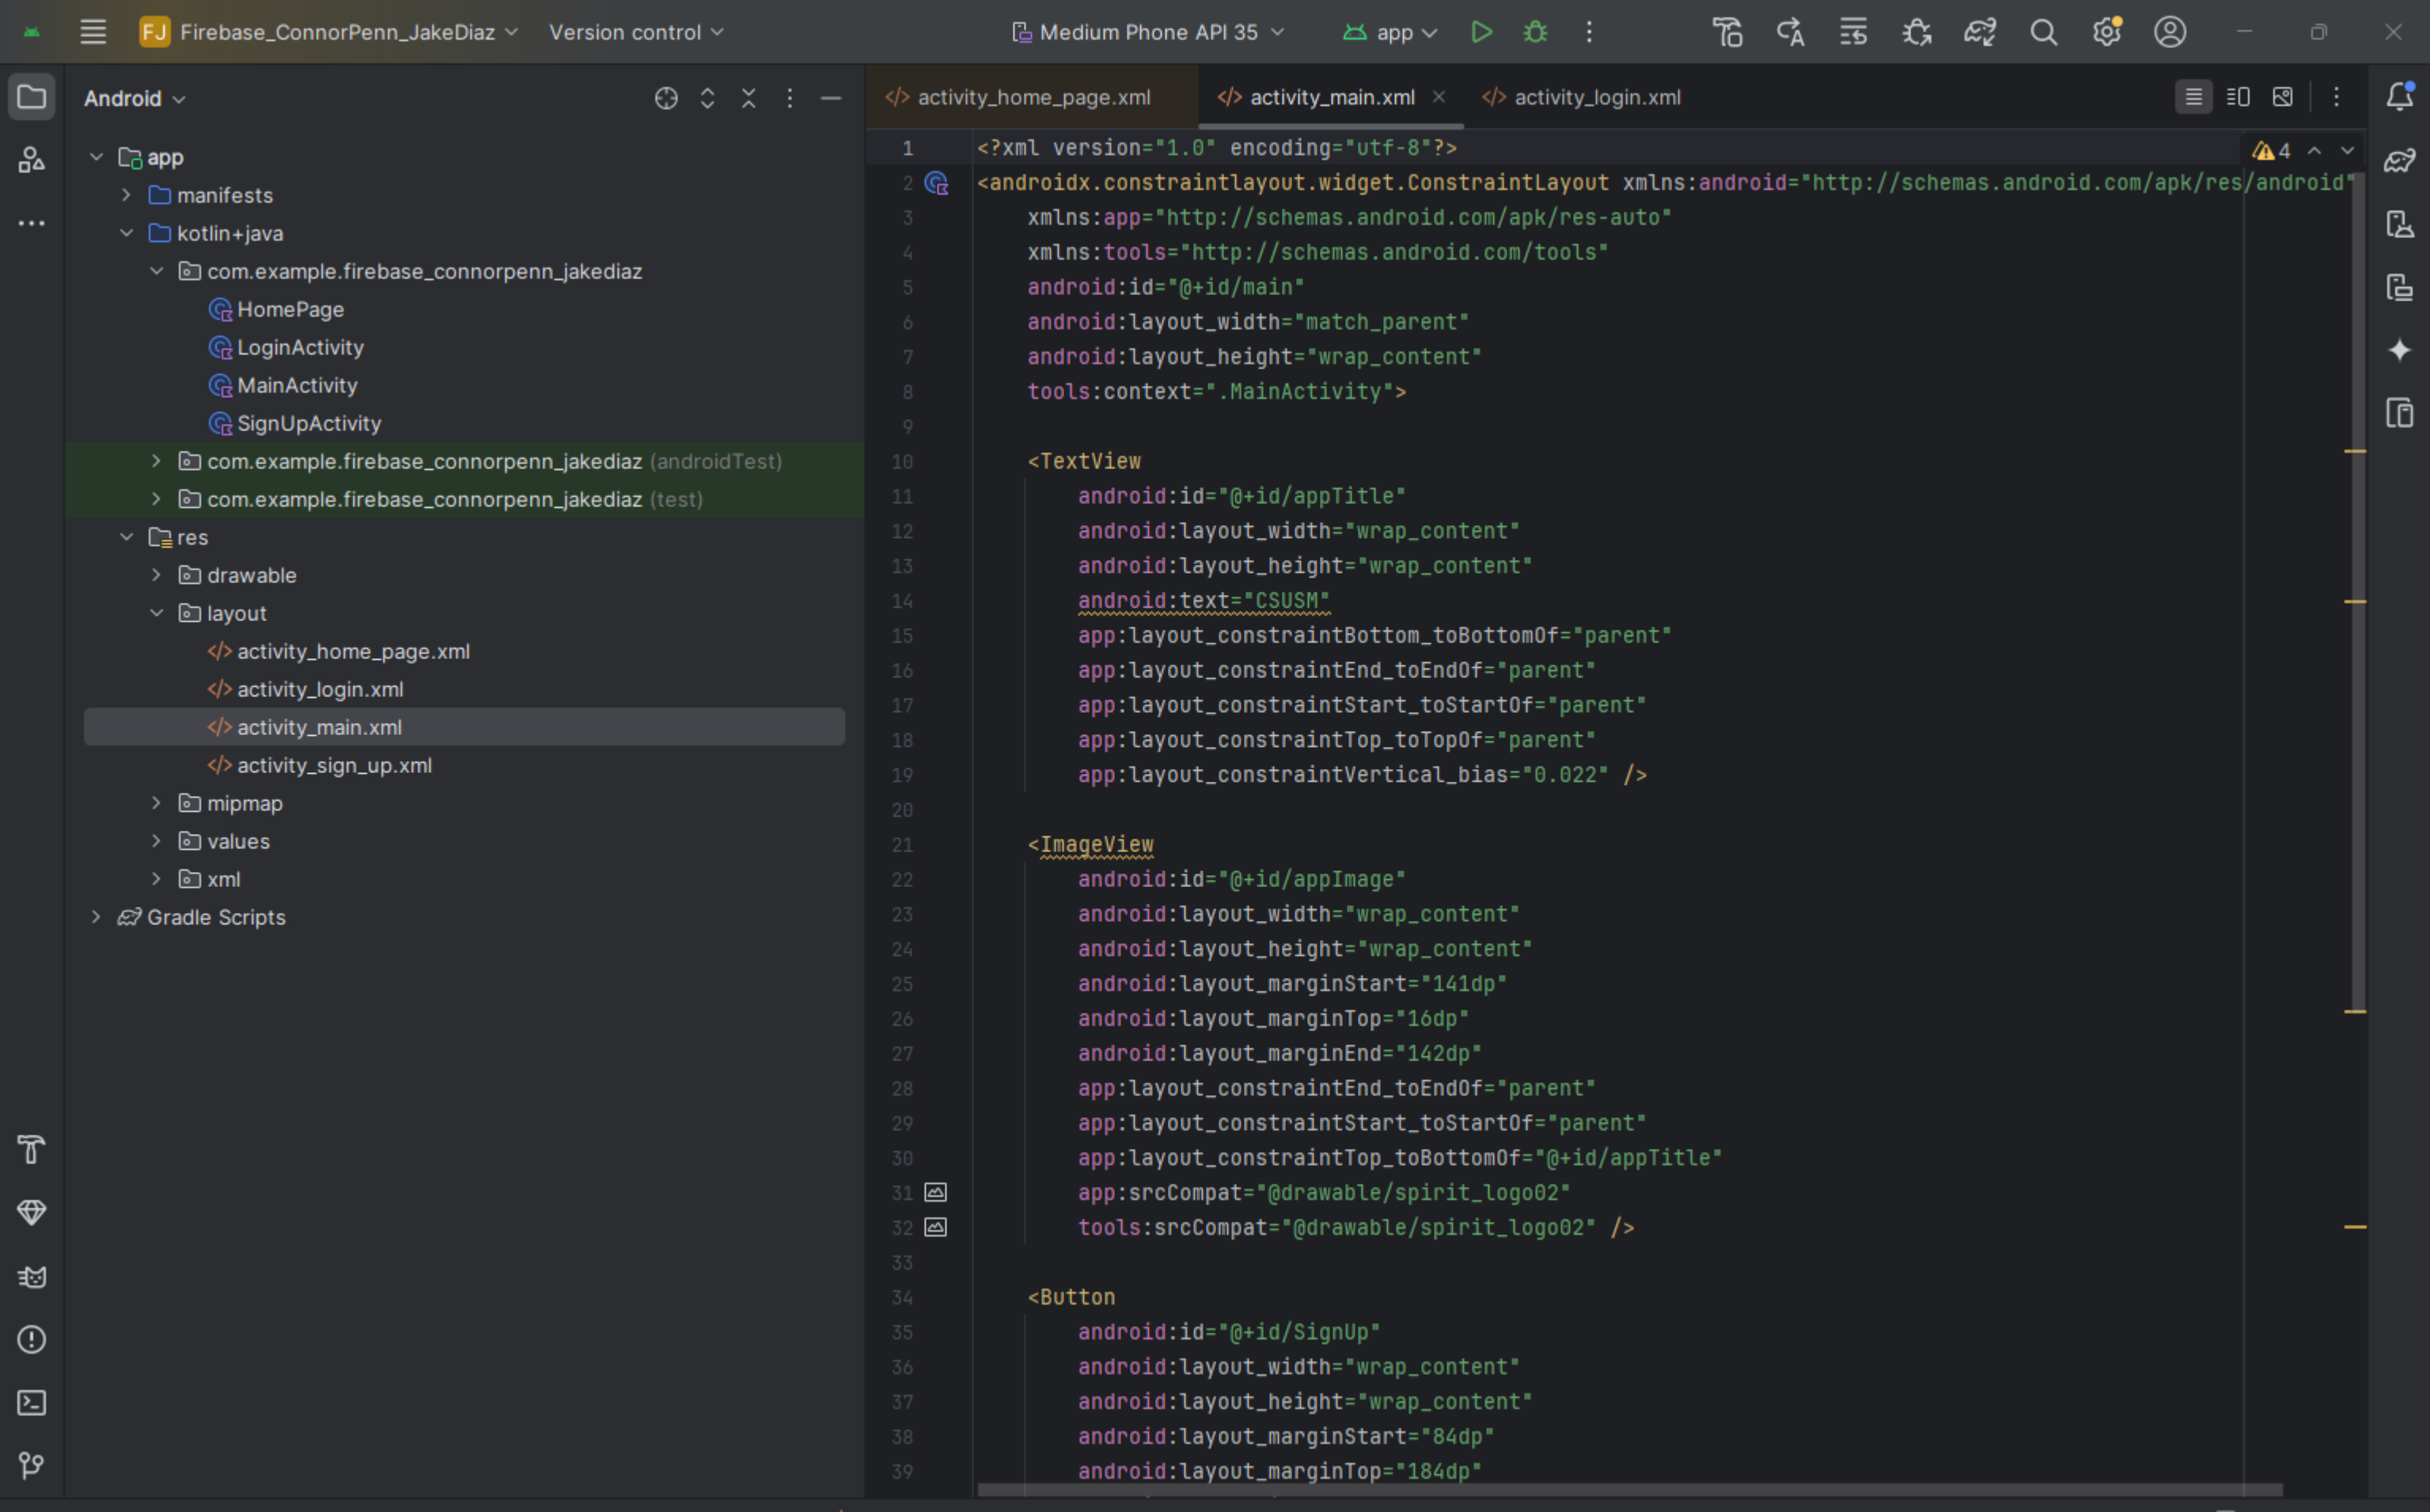 FJ Firebase_ConnorPenn_JakeDiaz Version control Medium Phone API 35 app
Android
app
manifests
kotlin+java
com.example.firebase_connorpenn_jakediaz
HomePage
LoginActivity
MainActivity
SignUpActivity
com.example.firebase_connorpenn_jakediaz (androidTest)
com.example.firebase_connorpenn_jakediaz (test)
res
drawable
layout
activity_home_page.xml
activity_login.xml
activity_main.xml
activity_sign_up.xml
mipmap
values
xml
Gradle Scripts
activity_home_page.xml activity_main.xml activity_login.xml
4
1 <?xml version="1.0" encoding="utf-8"?>
2 <androidx.constraintlayout.widget.ConstraintLayout xmlns:android="http://schemas.android.com/apk/res/android"
3 xmlns:app="http://schemas.android.com/apk/res-auto"
4 xmlns:tools="http://schemas.android.com/tools"
5 android:id="@+id/main"
6 android:layout_width="match_parent"
7 android:layout_height="wrap_content"
8 tools:context=".MainActivity">
9
10 <TextView
11 android:id="@+id/appTitle"
12 android:layout_width="wrap_content"
13 android:layout_height="wrap_content"
14 android:text="CSUSM"
15 app:layout_constraintBottom_toBottomOf="parent"
16 app:layout_constraintEnd_toEndOf="parent"
17 app:layout_constraintStart_toStartOf="parent"
18 app:layout_constraintTop_toTopOf="parent"
19 app:layout_constraintVertical_bias="0.022" />
20
21 <ImageView
22 android:id="@+id/appImage"
23 android:layout_width="wrap_content"
24 android:layout_height="wrap_content"
25 android:layout_marginStart="141dp"
26 android:layout_marginTop="16dp"
27 android:layout_marginEnd="142dp"
28 app:layout_constraintEnd_toEndOf="parent"
29 app:layout_constraintStart_toStartOf="parent"
30 app:layout_constraintTop_toBottomOf="@+id/appTitle"
31 app:srcCompat="@drawable/spirit_logo02"
32 tools:srcCompat="@drawable/spirit_logo02" />
33
34 <Button
35 android:id="@+id/SignUp"
36 android:layout_width="wrap_content"
37 android:layout_height="wrap_content"
38 android:layout_marginStart="84dp"
39 android:layout_marginTop="184dp"